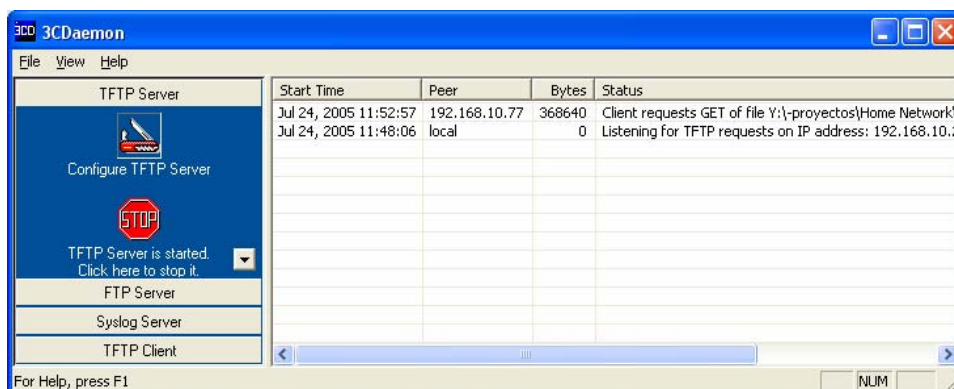 3CD 3CDaemon
File View Help
TFTP Server
Configure TFTP Server
STOP
TFTP Server is started.
Click here to stop it.
FTP Server
Syslog Server
TFTP Client
Start Time Peer Bytes Status
Jul 24, 2005 11:52:57 192.168.10.77 368640 Client requests GET of file Y:\-proyectos\Home Network\
Jul 24, 2005 11:48:06 local 0 Listening for TFTP requests on IP address:
For Help, press F1
NUM